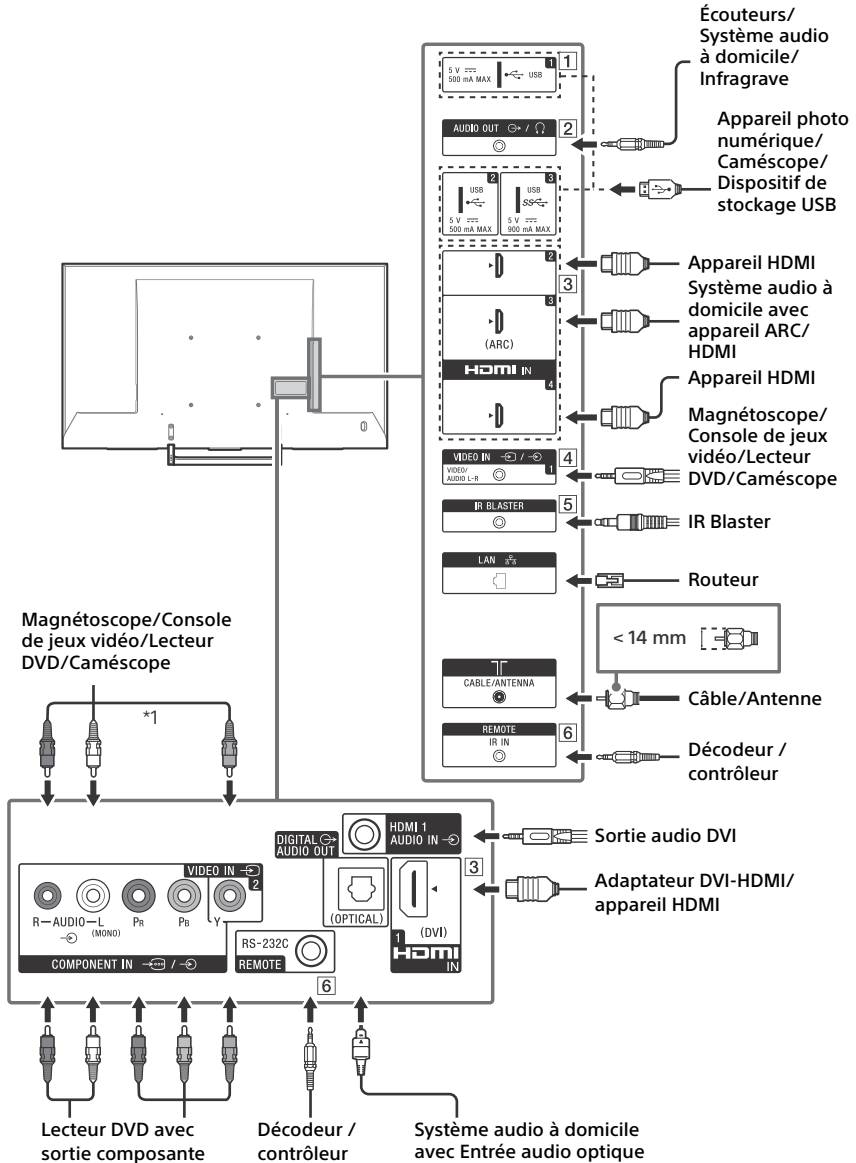 Écouteurs/
Système audio
à domicile/
Infragrave
1
1
5 V
500 mA MAX
USB
AUDIO OUT
2
Appareil photo
numérique/
Caméscope/
Dispositif de
stockage USB
2
USB
5 V
500 mA MAX
3
USB
SS
5 V
900 mA MAX
2
Appareil HDMI
3
3
(ARC)
Système audio à
domicile avec
appareil ARC/
HDMI
HDMI IN
4
Appareil HDMI
VIDEO IN
/
4
1
VIDEO/
AUDIO L-R
Magnétoscope/
Console de jeux
vidéo/Lecteur
DVD/Caméscope
5
IR BLASTER
IR Blaster
LAN
Routeur
< 14 mm
CABLE/ANTENNA
Câble/Antenne
REMOTE
6
IR IN
Décodeur /
contrôleur
Magnétoscope/Console
de jeux vidéo/Lecteur
DVD/Caméscope
*1
DIGITAL
AUDIO OUT
HDMI 1
AUDIO IN
Sortie audio DVI
VIDEO IN
2
3
Adaptateur DVI-HDMI/
appareil HDMI
R–AUDIO–L
(MONO)
PR
PB
Y
(OPTICAL)
(DVI)
1
HDMI
IN
RS-232C
REMOTE
COMPONENT IN
/
6
Lecteur DVD avec
sortie composante
Décodeur /
contrôleur
Système audio à domicile
avec Entrée audio optique